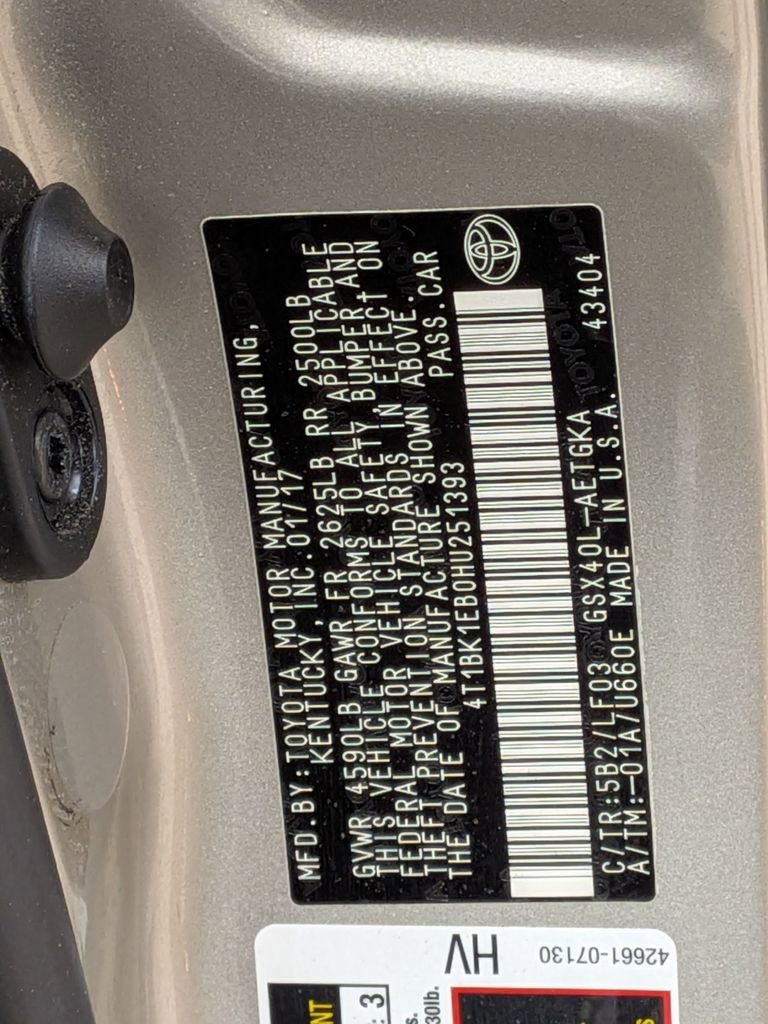 MFD.BY:TOYOTA MOTOR MANUFACTURING,
KENTUCKY, INC.01/17
GVWR 4590LB GAWR FR 2625LB RR 2500LB
THIS VEHICLE CONFORMS TO ALL APPLICABLE
FEDERAL MOTOR VEHICLE SAFETY BUMPER, AND
THEFT PREVENTION STANDARDS IN EFFECT ON
THE DATE OF MANUFACTURE SHOWN ABOVE.
4T1BK1EB0HU251393 PASS.CAR
C/TR:5B2/LF03 GSX40L-AETGKA
A/TM:-01A/U660E MADE IN U.S.A. 43404
TOYOTA
HV
42661-07130
3
30lb.